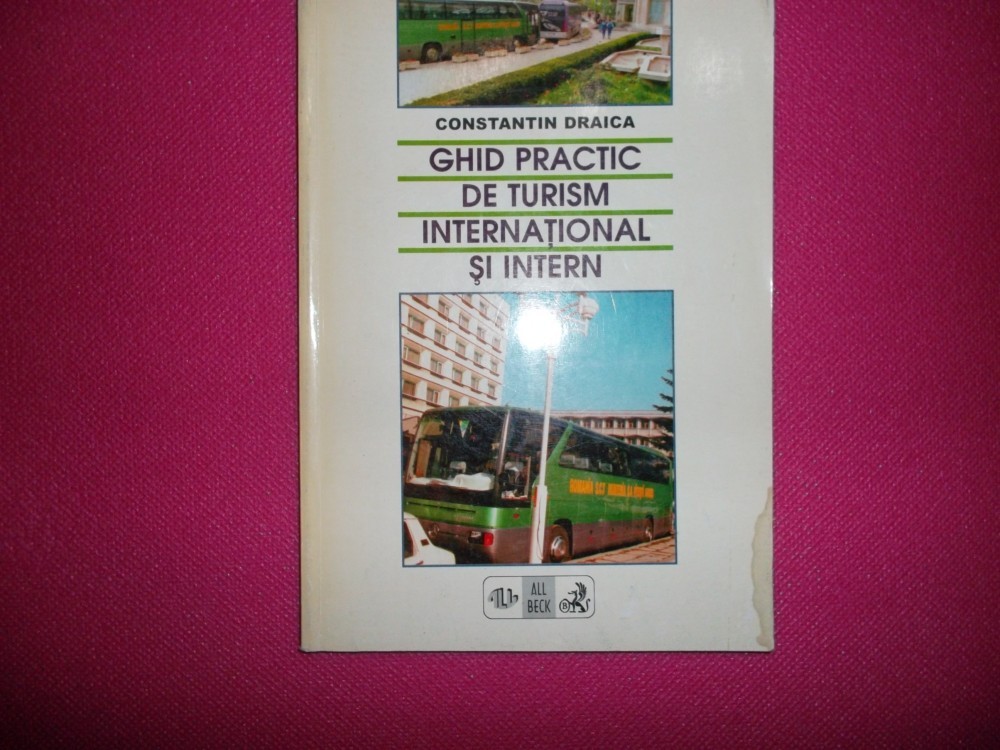 CONSTANTIN DRAICA
GHID PRACTIC
DE TURISM
INTERNAȚIONAL
ȘI INTERN
ALL
BECK
B